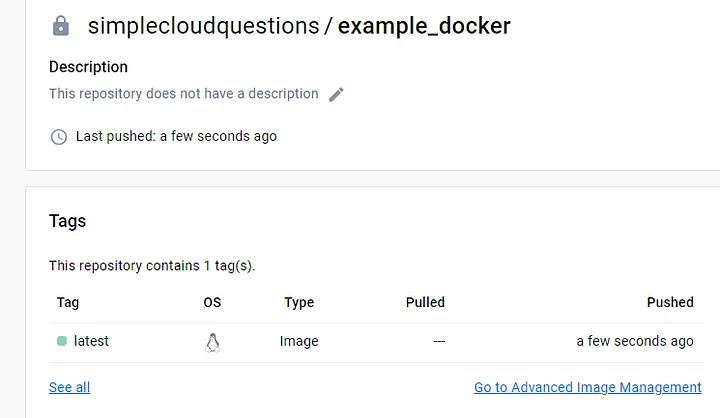 simplecloudquestions / example_docker
Description
This repository does not have a description
Last pushed: a few seconds ago
Tags
This repository contains 1 tag(s).
Tag OS Type Pulled Pushed
latest Image --- a few seconds ago
See all Go to Advanced Image Management